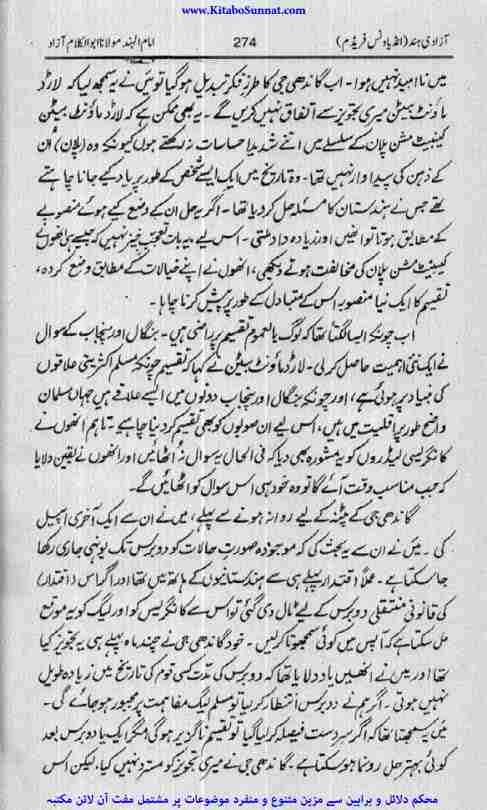 www.KitaboSunnat.com
آزادیٔ ہند (انڈیا ونس فریڈم)
274
امام الہند مولانا ابوالکلام آزاد
میں نا امید نہیں ہوا۔ اب گاندھی جی کا طرزِ فکر تبدیل ہو گیا تو میں نے سمجھ لیا کہ لارڈ
ماؤنٹ بیٹن میری تجویز سے اتفاق نہیں کریں گے۔ یہ بھی ممکن ہے کہ لارڈ ماؤنٹ بیٹن
کیبنیٹ مشن پلان کے سلسلے میں اتنے شدید احساسات نہ رکھتے ہوں کیونکہ وہ (پلان) اُن
کے ذہن کی پیداوار نہیں تھا۔ وہ تاریخ میں ایک ایسے شخص کے طور پر یاد کیے جانا چاہتے
تھے جس نے ہندستان کا مسئلہ حل کر دیا تھا۔ اگر یہ حل ان کے وضع کیے ہوئے منصوبے
کے مطابق ہوتا تو انھیں اور زیادہ داد ملتی۔ اس لیے یہ بات تعجب خیز نہیں کہ جیسے ہی انھوں نے
کیبنیٹ مشن پلان کی مخالفت ہوتے دیکھی، انھوں نے اپنے خیالات کے مطابق وضع کردہ،
تقسیم کا ایک نیا منصوبہ اس کے متبادل کے طور پر پیش کرنا چاہا۔
اب چونکہ ایسا لگتا تھا کہ لوگ بالعموم تقسیم پر راضی ہیں۔ بنگال اور پنجاب کے سوال
نے ایک نئی اہمیت حاصل کر لی۔ لارڈ ماؤنٹ بیٹن نے کہا کہ تقسیم چونکہ مسلم اکثریتی علاقوں
کی بنیاد پر ہوئی ہے، اور چونکہ بنگال اور پنجاب دونوں میں ایسے علاقے ہیں جہاں مسلمان
واضح طور پر اقلیت میں ہیں، اس لیے ان صوبوں کو بھی تقسیم کر دینا چاہیے۔ تاہم انھوں نے
کانگریسی لیڈروں کو یہ مشورہ بھی دیا کہ فی الحال یہ سوال نہ اٹھائیں اور انھوں نے یقین دلایا
کہ جب مناسب وقت آئے گا تو وہ خود ہی اس سوال کو اٹھائیں گے۔
گاندھی جی کے پٹنہ کے لیے روانہ ہونے سے پہلے، میں نے ان سے ایک آخری اپیل
کی۔ میں نے ان سے یہ بحث کی کہ موجودہ صورتِ حالات کو دو برس تک یونہی جاری رکھا
جا سکتا ہے۔ عملاً اقتدار پہلے ہی سے ہندستانیوں کے ہاتھ میں تھا اور اگر اس (اقتدار)
کی قانونی منتقلی دو برس کے لیے ٹال دی گئی تو اس سے کانگریس کو اور لیگ کو یہ موقع
مل سکتا ہے کہ آپس میں کوئی سمجھوتا کر لیں۔ خود گاندھی جی نے چند ماہ پہلے ہی یہ تجویز کیا
تھا اور میں نے انھیں یاد دلایا تھا کہ دو برس کی مدت کسی قوم کی تاریخ میں زیادہ طویل
نہیں ہوتی۔ اگر ہم نے دو برس انتظار کر لیا تو مسلم لیگ مفاہمت پر مجبور ہو جائے گی۔
میں یہ سمجھتا تھا کہ اگر سرِ دست فیصلہ کر لیا گیا تو تقسیم ناگزیر ہوگی مگر ایک یا دو برس بعد
کوئی بہتر حل رونما ہو سکتا ہے۔ گاندھی جی نے میری تجویز کو مسترد نہیں کیا، لیکن اس
محکم دلائل و براہین سے مزین متنوع و منفرد موضوعات پر مشتمل مفت آن لائن مکتبہ